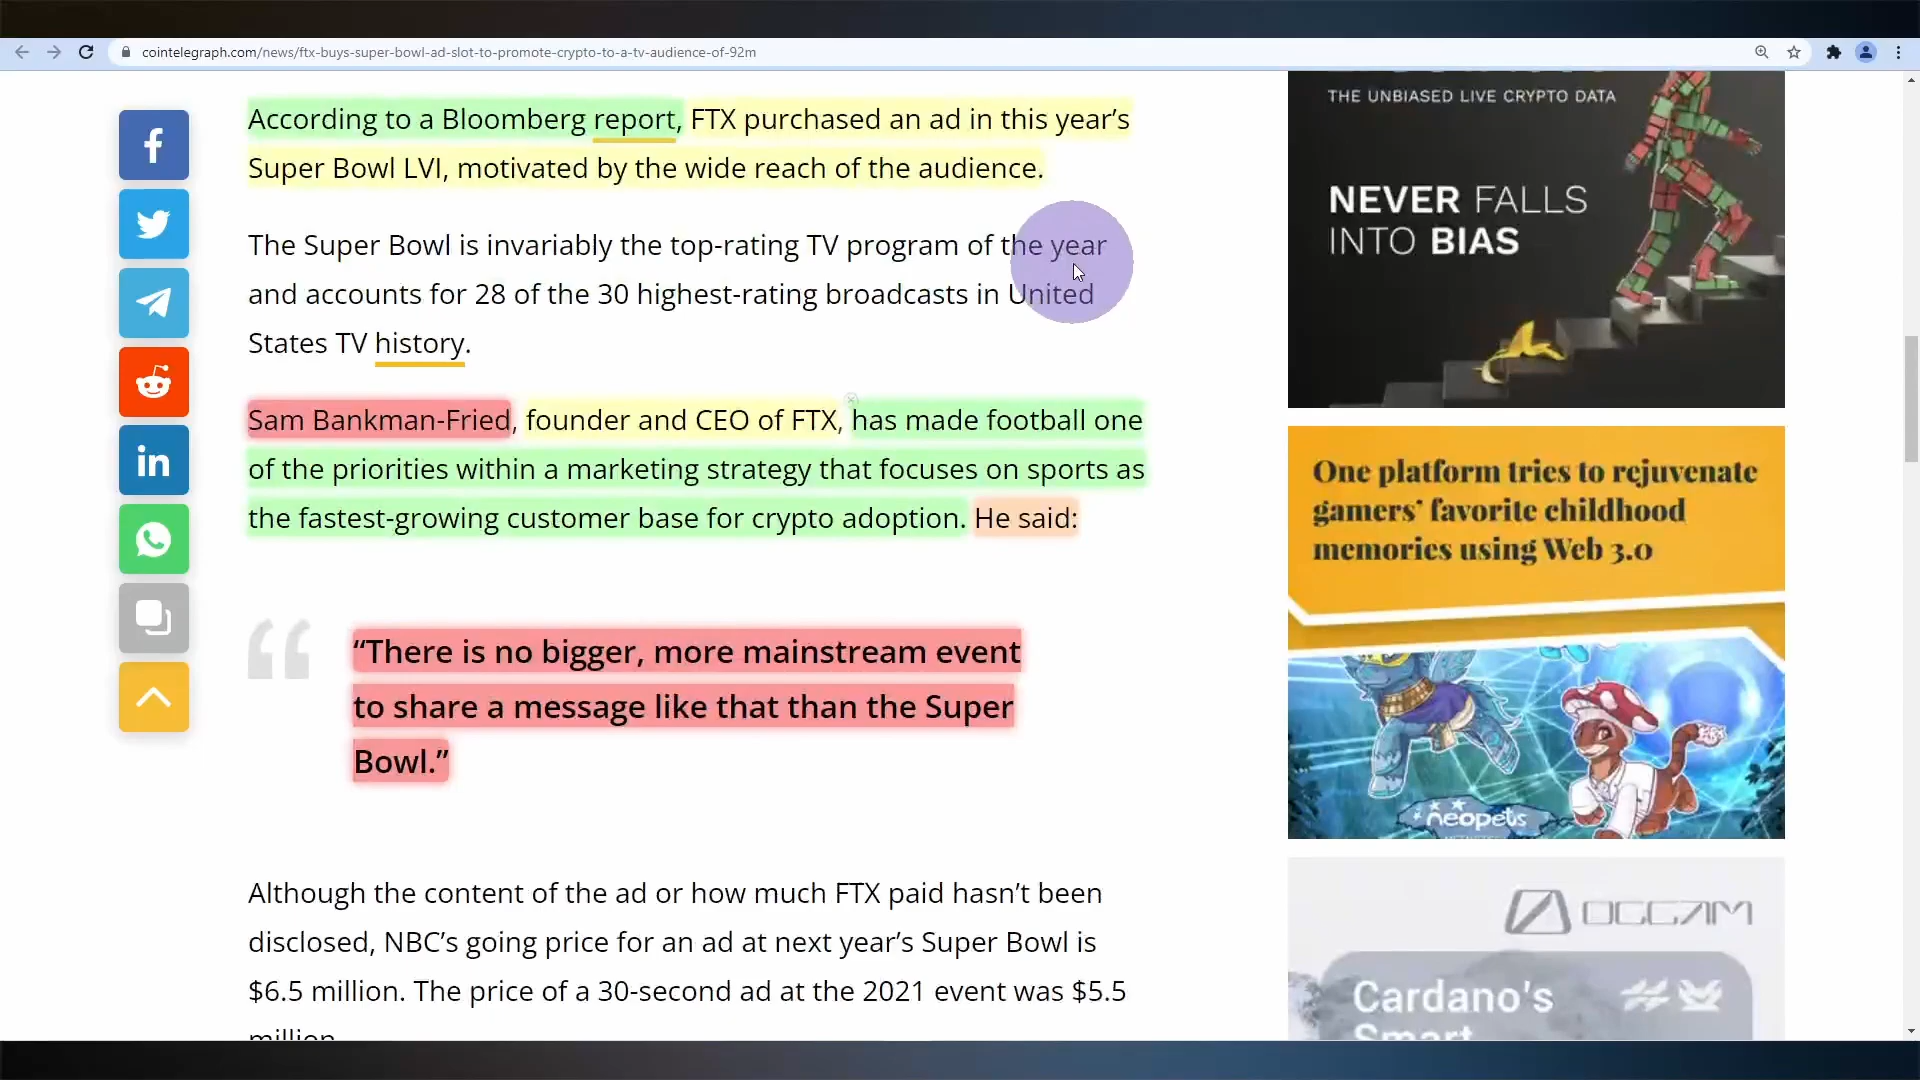 cointelegraph.com/news/ftx-buys-super-bowl-ad-slot-to-promote-crypto-to-a-tv-audience-of-92m
According to a Bloomberg report, FTX purchased an ad in this year’s
Super Bowl LVI, motivated by the wide reach of the audience.
The Super Bowl is invariably the top-rating TV program of the year
and accounts for 28 of the 30 highest-rating broadcasts in United
States TV history.
Sam Bankman-Fried, founder and CEO of FTX, has made football one
of the priorities within a marketing strategy that focuses on sports as
the fastest-growing customer base for crypto adoption. He said:
“There is no bigger, more mainstream event
to share a message like that than the Super
Bowl.”
Although the content of the ad or how much FTX paid hasn’t been
disclosed, NBC’s going price for an ad at next year’s Super Bowl is
$6.5 million. The price of a 30-second ad at the 2021 event was $5.5
million.
THE UNBIASED LIVE CRYPTO DATA
NEVER FALLS
INTO BIAS
One platform tries to rejuvenate
gamers’ favorite childhood
memories using Web 3.0
neopets
OCCAM
Cardano's
Smart